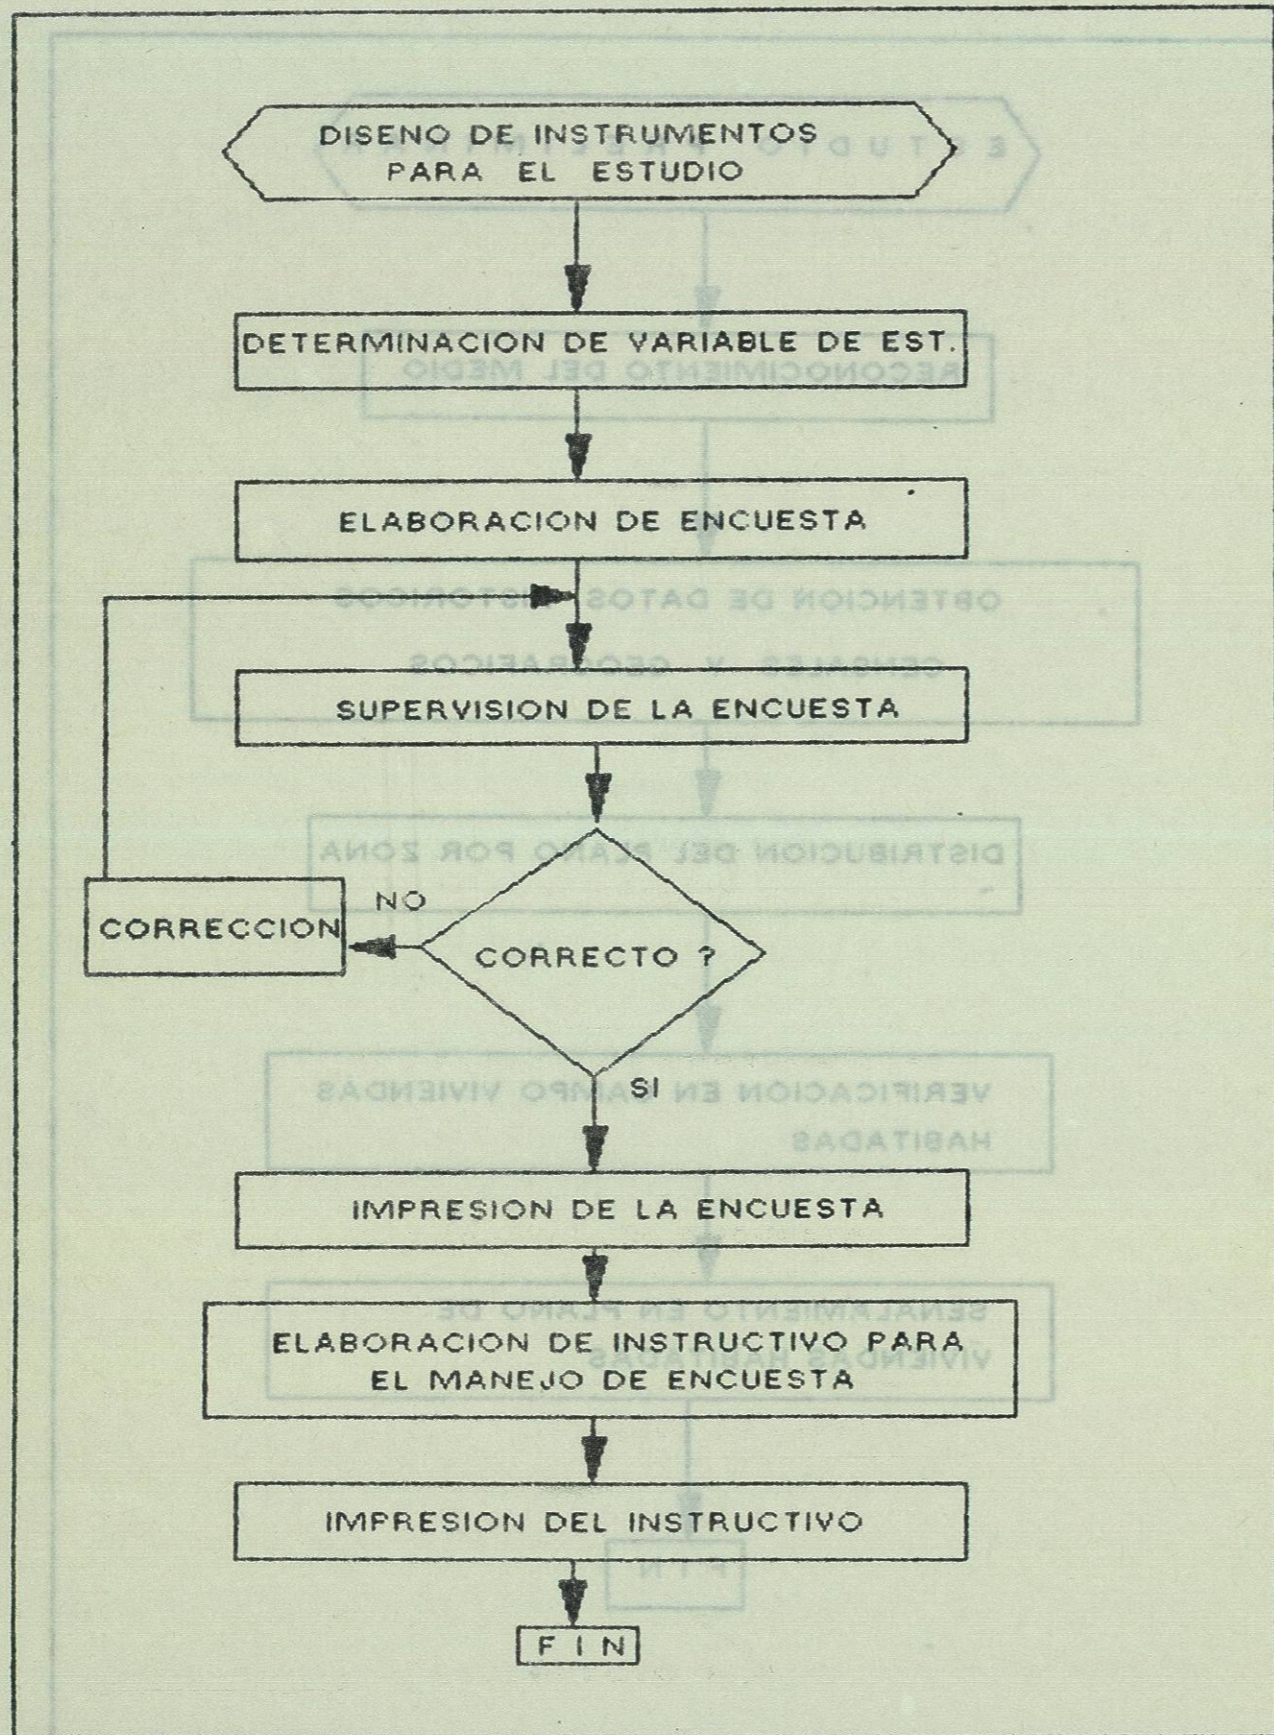 DISENO DE INSTRUMENTOS
PARA EL ESTUDIO
DETERMINACION DE VARIABLE DE EST.
ELABORACION DE ENCUESTA
SUPERVISION DE LA ENCUESTA
NO
CORRECCION
CORRECTO ?
SI
IMPRESION DE LA ENCUESTA
ELABORACION DE INSTRUCTIVO PARA
EL MANEJO DE ENCUESTA
IMPRESION DEL INSTRUCTIVO
F I N